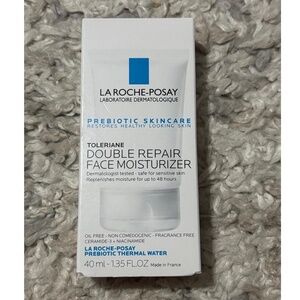 LA ROCHE-POSAY
LABORATOIRE DERMATOLOGIQUE
PREBIOTIC SKINCARE
RESTORES HEALTHY LOOKING SKIN
TOLERIANE
DOUBLE REPAIR
FACE MOISTURIZER
Dermatologist tested - safe for sensitive skin
Replenishes moisture for up to 48 hours
OIL FREE - NON COMEDOGENIC - FRAGRANCE FREE
CERAMIDE-3 + NIACINAMIDE
LA ROCHE-POSAY
PREBIOTIC THERMAL WATER
40 ml - 1.35 FL.OZ Made in France